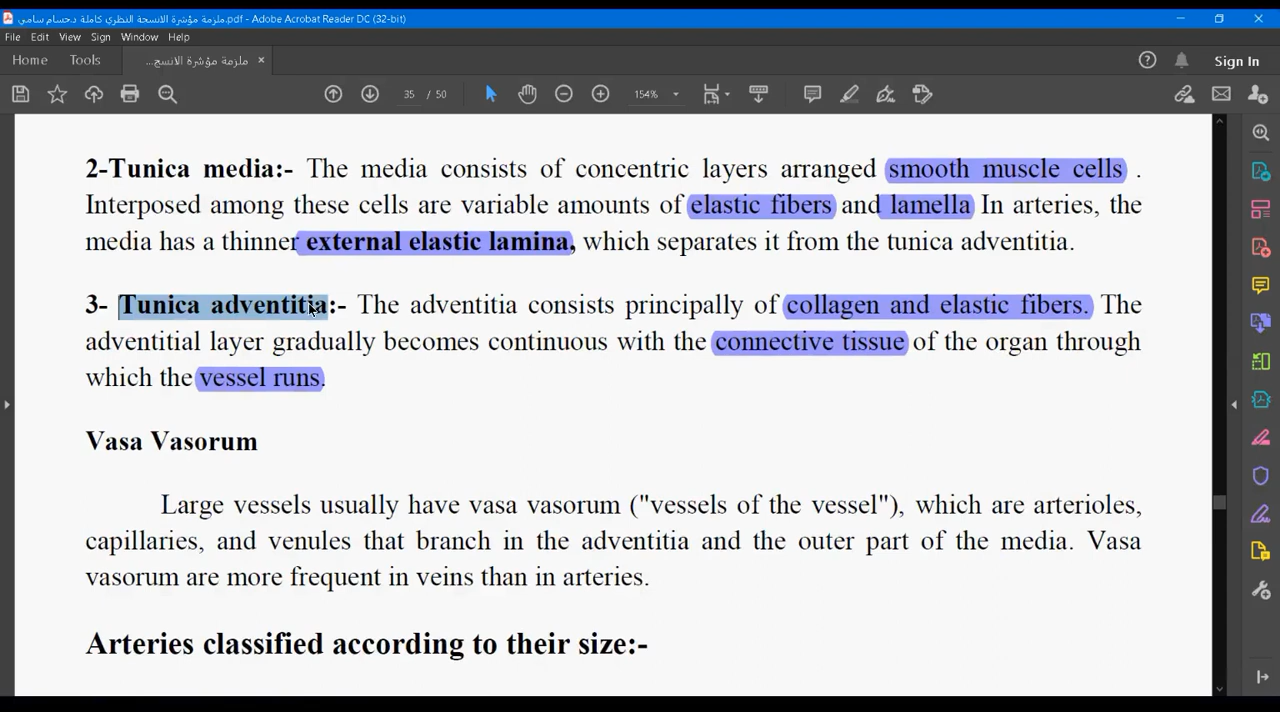 ملزمة مؤشرة الانسجة النظري كاملة د.حسام سامي.pdf - Adobe Acrobat Reader DC (32-bit)
File Edit View Sign Window Help
Home Tools ملزمة مؤشرة الانسج... × Sign In
35 / 50 154%
2-Tunica media:- The media consists of concentric layers arranged smooth muscle cells .
Interposed among these cells are variable amounts of elastic fibers and lamella In arteries, the
media has a thinner external elastic lamina, which separates it from the tunica adventitia.
3- Tunica adventitia:- The adventitia consists principally of collagen and elastic fibers. The
adventitial layer gradually becomes continuous with the connective tissue of the organ through
which the vessel runs.
Vasa Vasorum
Large vessels usually have vasa vasorum ("vessels of the vessel"), which are arterioles,
capillaries, and venules that branch in the adventitia and the outer part of the media. Vasa
vasorum are more frequent in veins than in arteries.
Arteries classified according to their size:-